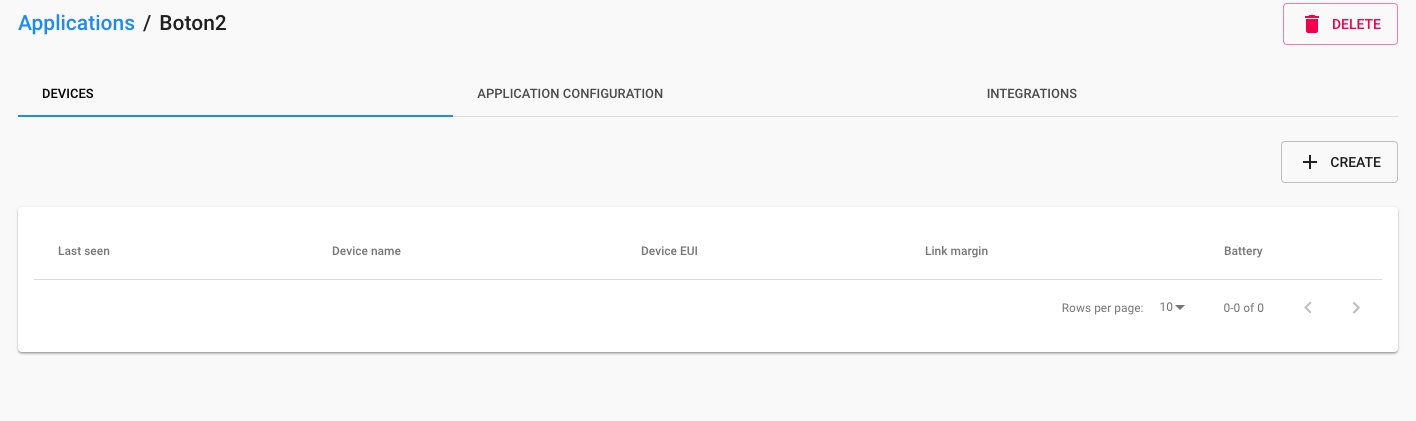 Applications / Boton2
DELETE
DEVICES APPLICATION CONFIGURATION INTEGRATIONS
CREATE
Last seen Device name Device EUI Link margin Battery
Rows per page: 10 0-0 of 0